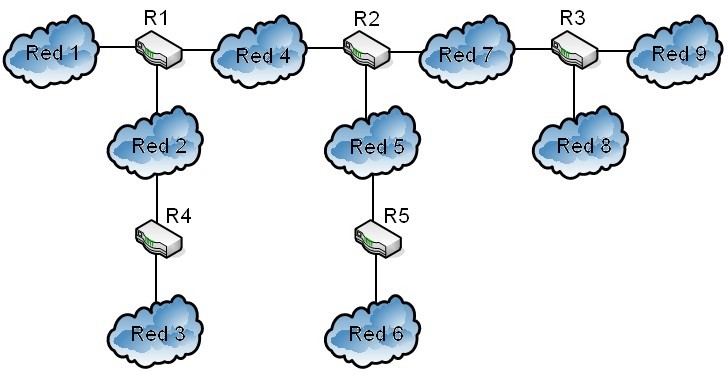 R1 R2 R3
Red 1 Red 4 Red 7 Red 9
Red 2 Red 5 Red 8
R4 R5
Red 3 Red 6